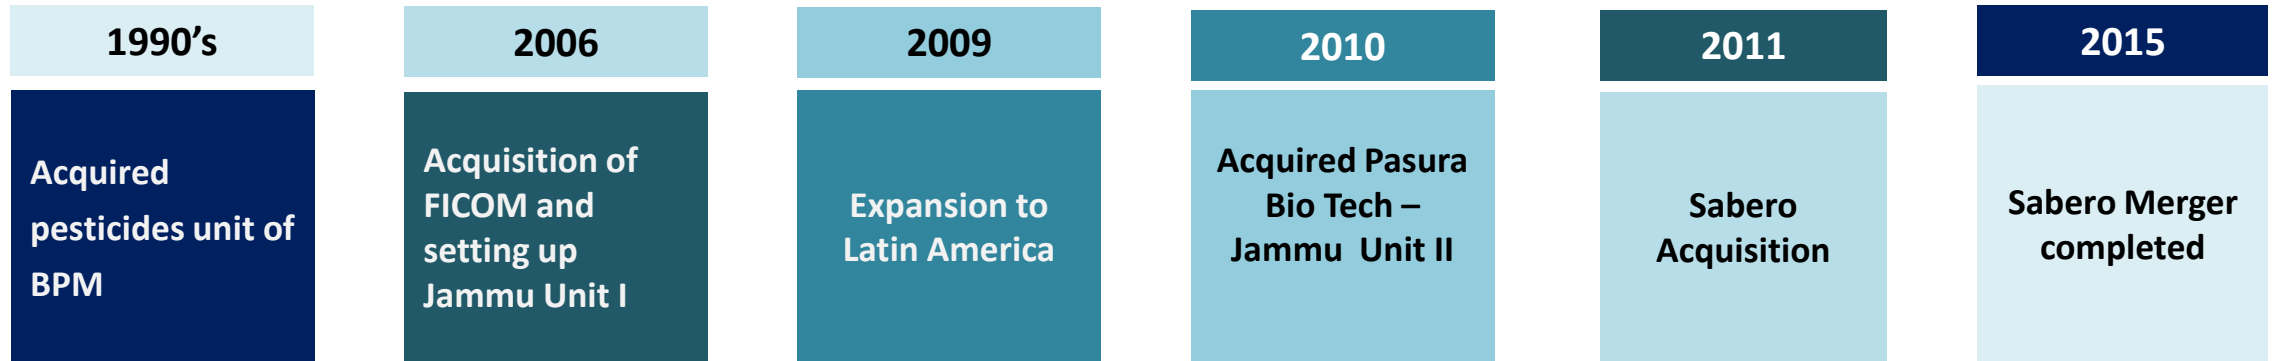 1990’s
Acquired
pesticides unit of
BPM
2006
Acquisition of
FICOM and
setting up
Jammu Unit I
2009
Expansion to
Latin America
2010
Acquired Pasura
Bio Tech –
Jammu  Unit II
2011
Sabero
Acquisition
2015
Sabero Merger
completed